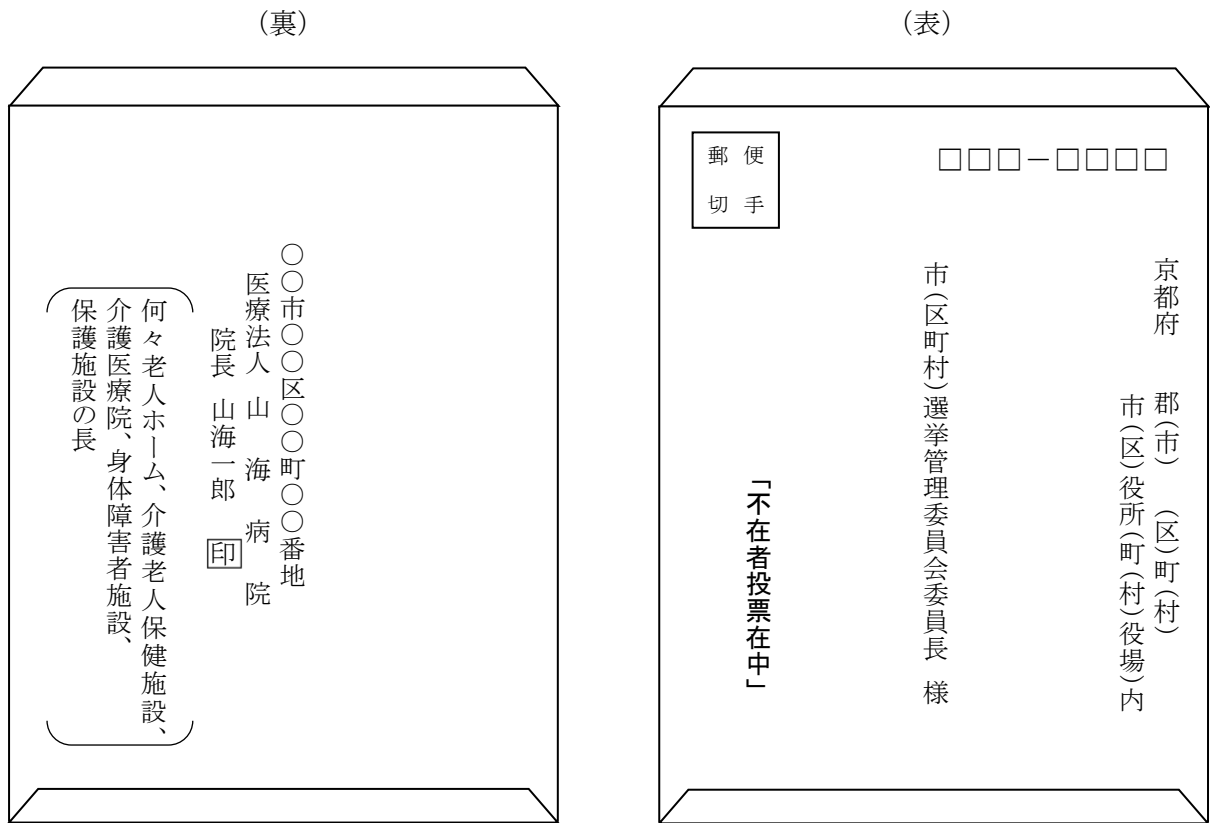 (裏)
○○市○○区○○町○○番地
医療法人 山 海 病 院
院長 山海一郎 印
何々老人ホーム、介護老人保健施設、
介護医療院、身体障害者施設、
保護施設の長
(表)
郵 便
切 手
□□□-□□□□
京都府 郡(市) (区)町(村)
市(区)役所(町(村)役場)内
市(区町村)選挙管理委員会委員長 様
「不在者投票在中」